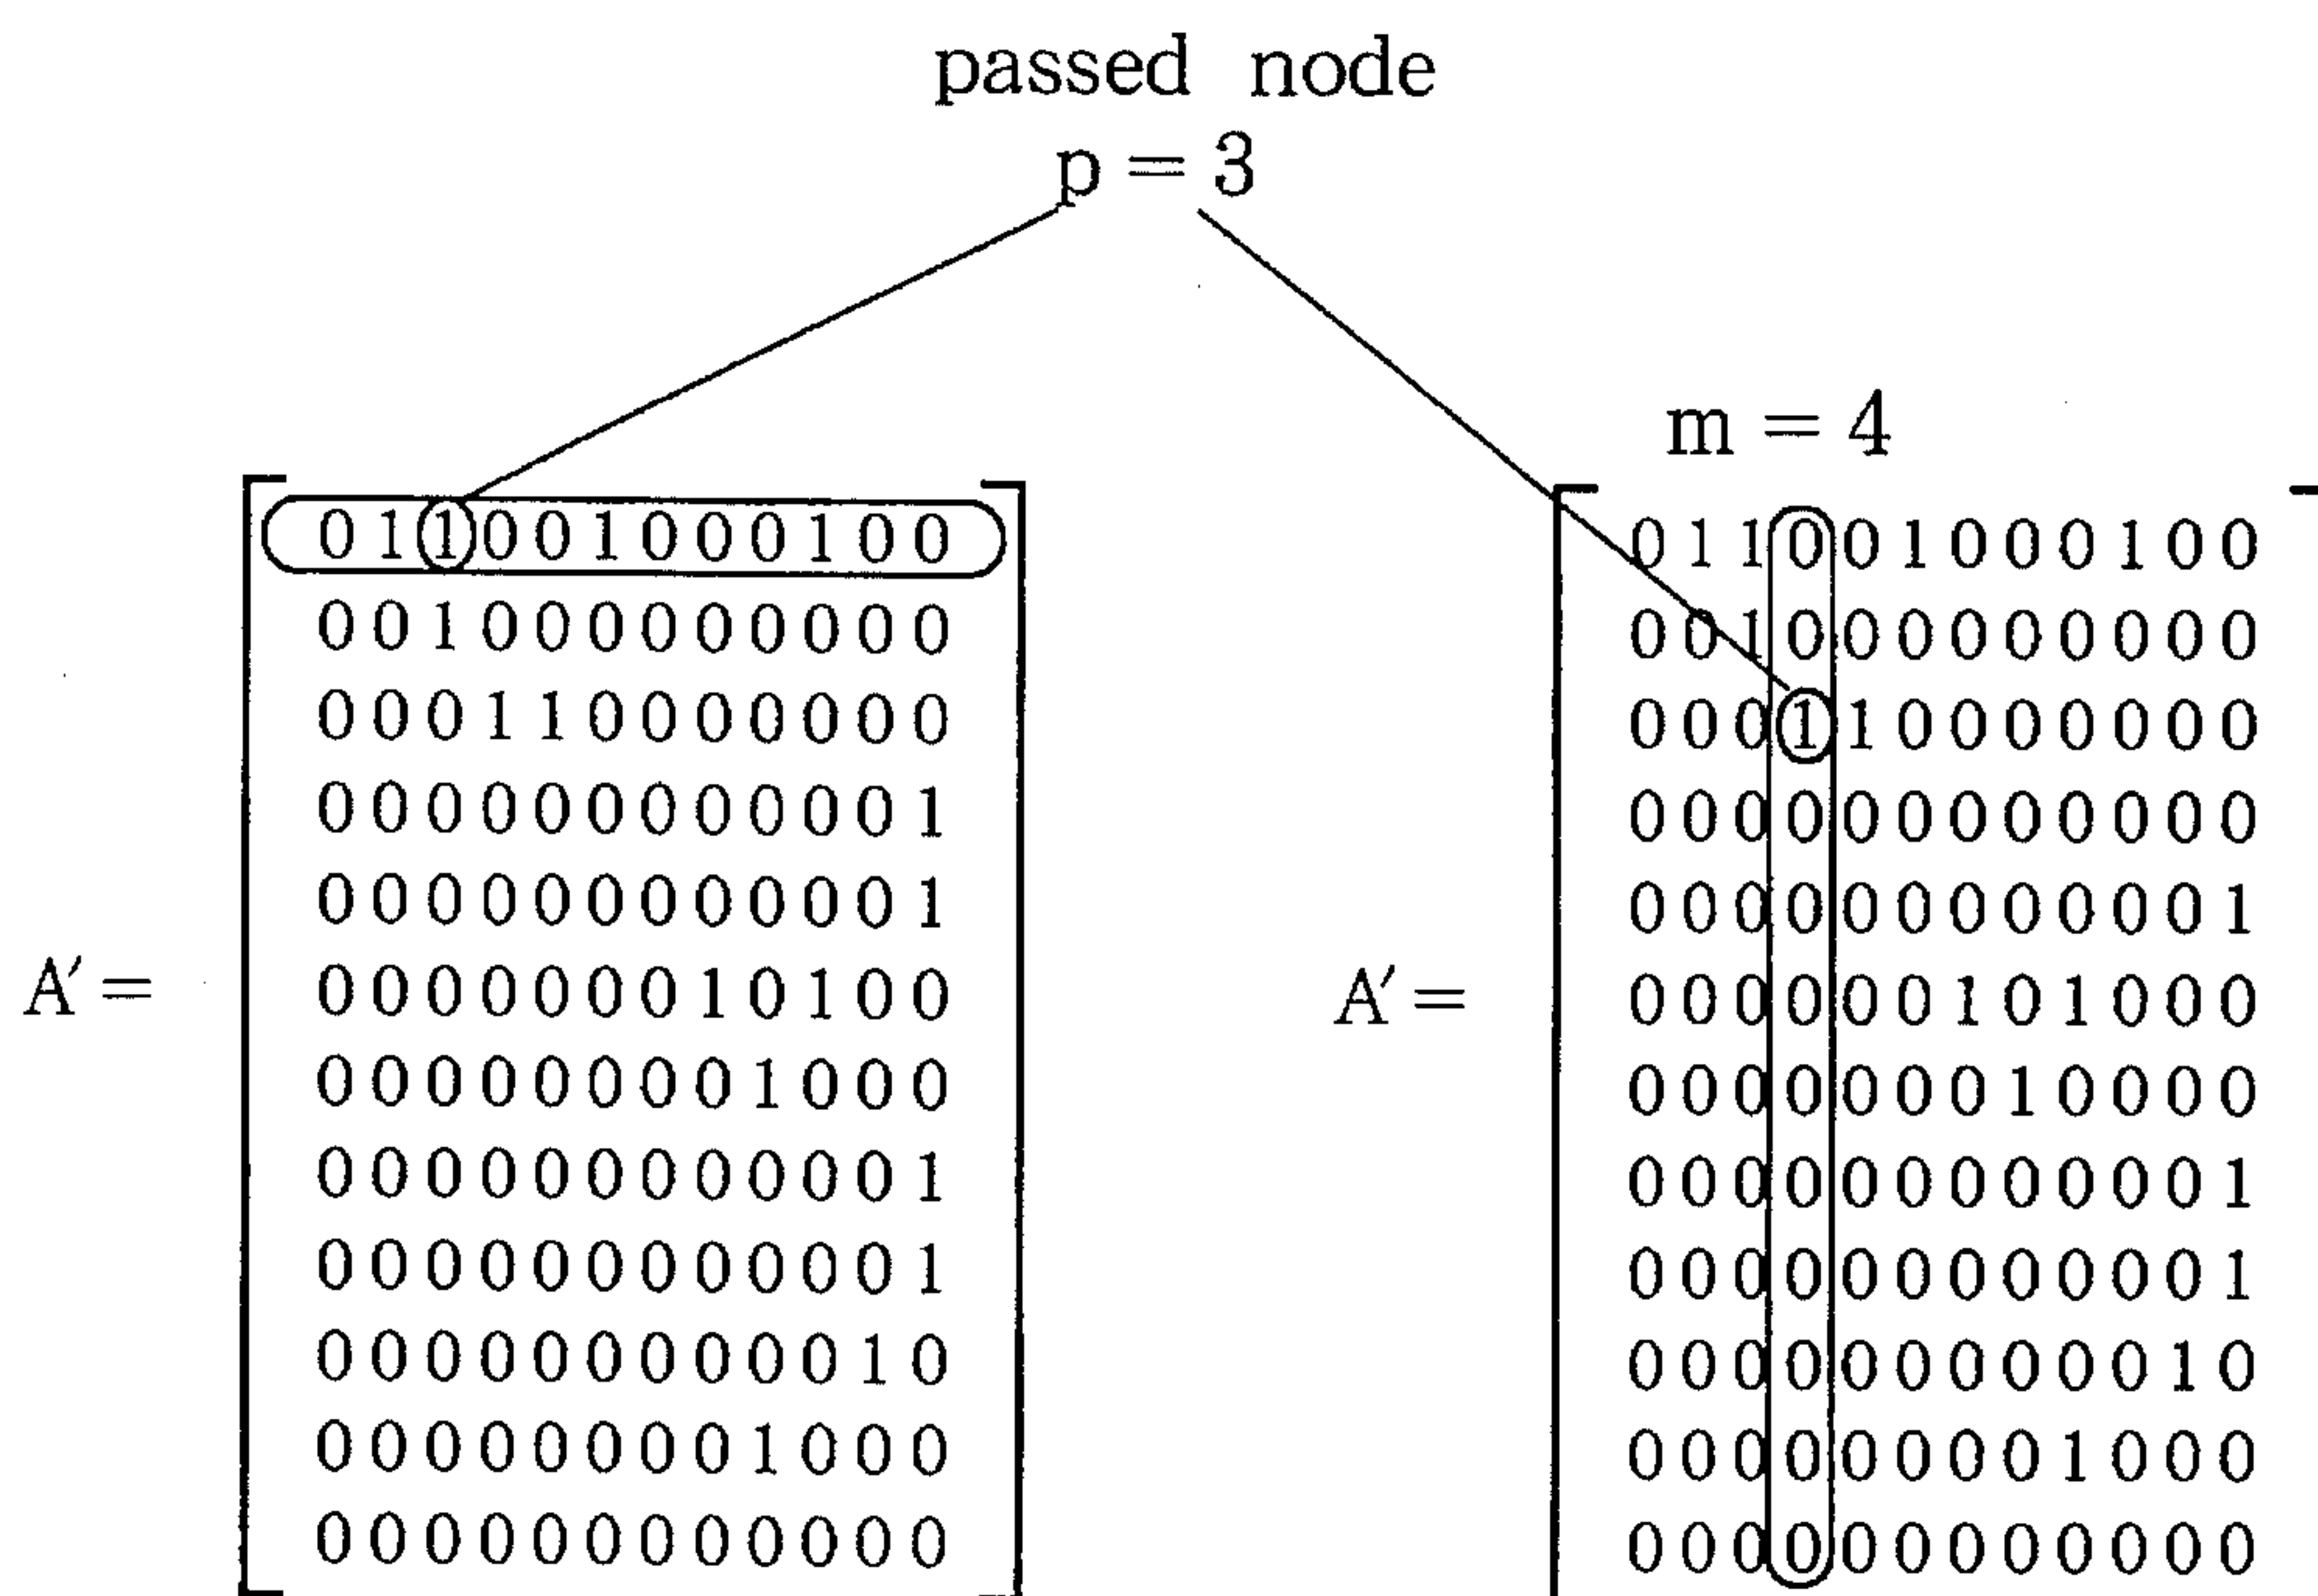 passed node
p = 3
A′ =
0 1 1 0 0 1 0 0 0 1 0 0
0 0 1 0 0 0 0 0 0 0 0 0
0 0 0 1 1 0 0 0 0 0 0 0
0 0 0 0 0 0 0 0 0 0 0 1
0 0 0 0 0 0 0 0 0 0 0 1
0 0 0 0 0 0 0 1 0 1 0 0
0 0 0 0 0 0 0 0 1 0 0 0
0 0 0 0 0 0 0 0 0 0 0 1
0 0 0 0 0 0 0 0 0 0 0 1
0 0 0 0 0 0 0 0 0 0 1 0
0 0 0 0 0 0 0 0 1 0 0 0
0 0 0 0 0 0 0 0 0 0 0 0
m = 4
A′ =
0 1 1 0 0 1 0 0 0 1 0 0
0 0 1 0 0 0 0 0 0 0 0 0
0 0 0 1 1 0 0 0 0 0 0 0
0 0 0 0 0 0 0 0 0 0 0 0
0 0 0 0 0 0 0 0 0 0 0 1
0 0 0 0 0 0 1 0 1 0 0 0
0 0 0 0 0 0 0 1 0 0 0 0
0 0 0 0 0 0 0 0 0 0 0 1
0 0 0 0 0 0 0 0 0 0 0 1
0 0 0 0 0 0 0 0 0 0 1 0
0 0 0 0 0 0 0 0 1 0 0 0
0 0 0 0 0 0 0 0 0 0 0 0